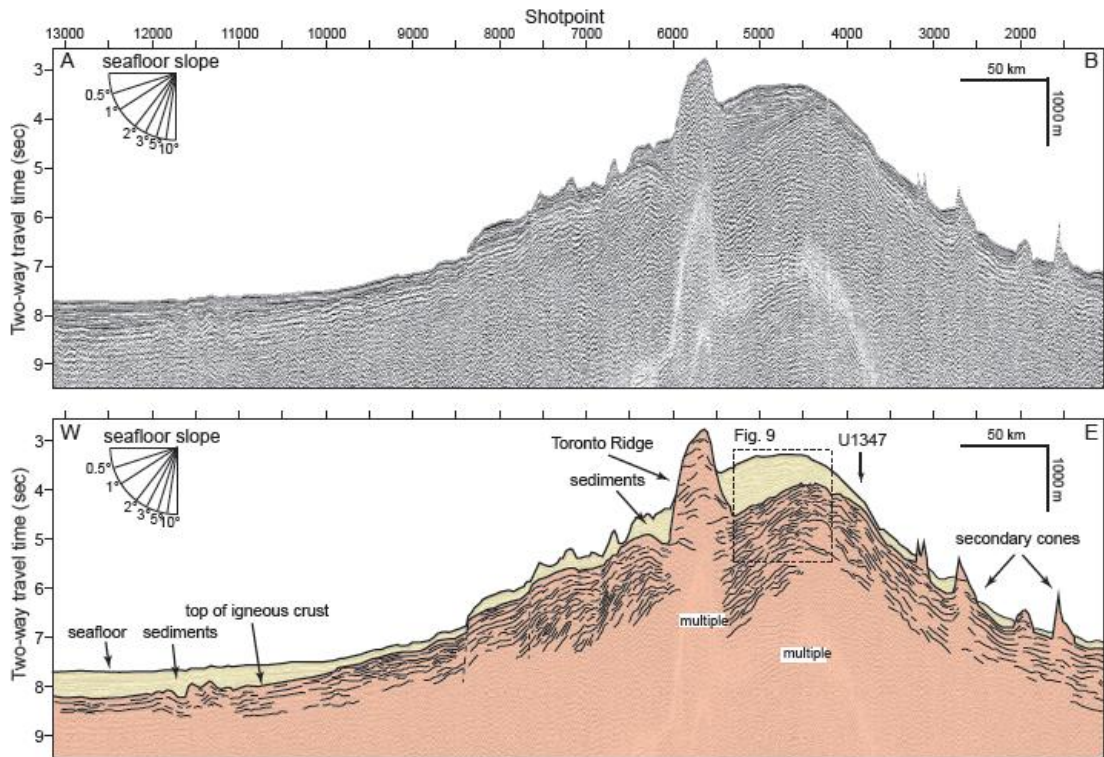 Shotpoint
13000 12000 11000 10000 9000 8000 7000 6000 5000 4000 3000 2000
A
B
seafloor slope
0.5°
1°
2° 3° 5° 10°
50 km
1000 m
Two-way travel time (sec)
3
4
5
6
7
8
9
W
E
seafloor slope
0.5°
1°
2° 3° 5° 10°
50 km
1000 m
Two-way travel time (sec)
3
4
5
6
7
8
9
Toronto Ridge
sediments
Fig. 9
U1347
secondary cones
top of igneous crust
seafloor
sediments
multiple
multiple